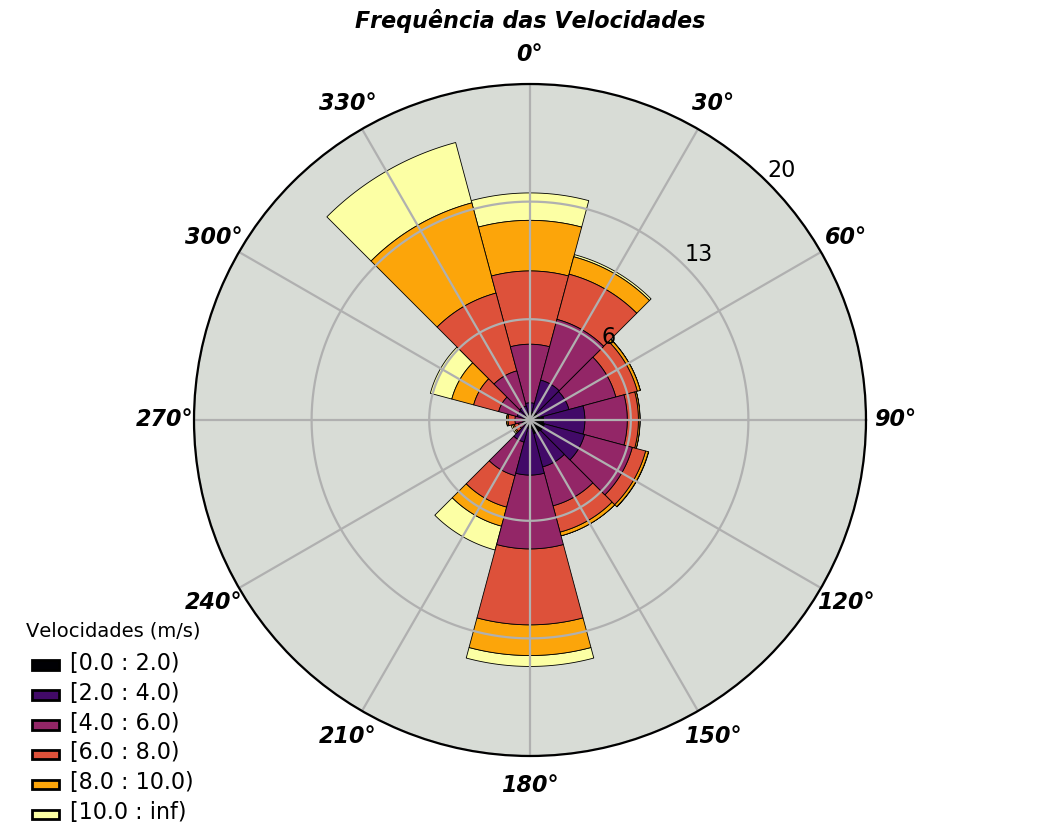 Frequência das Velocidades
0°
330°
30°
20
300°
60°
13
6
270°
90°
240°
120°
210°
150°
180°
Velocidades (m/s)
[0.0 : 2.0)
[2.0 : 4.0)
[4.0 : 6.0)
[6.0 : 8.0)
[8.0 : 10.0)
[10.0 : inf)